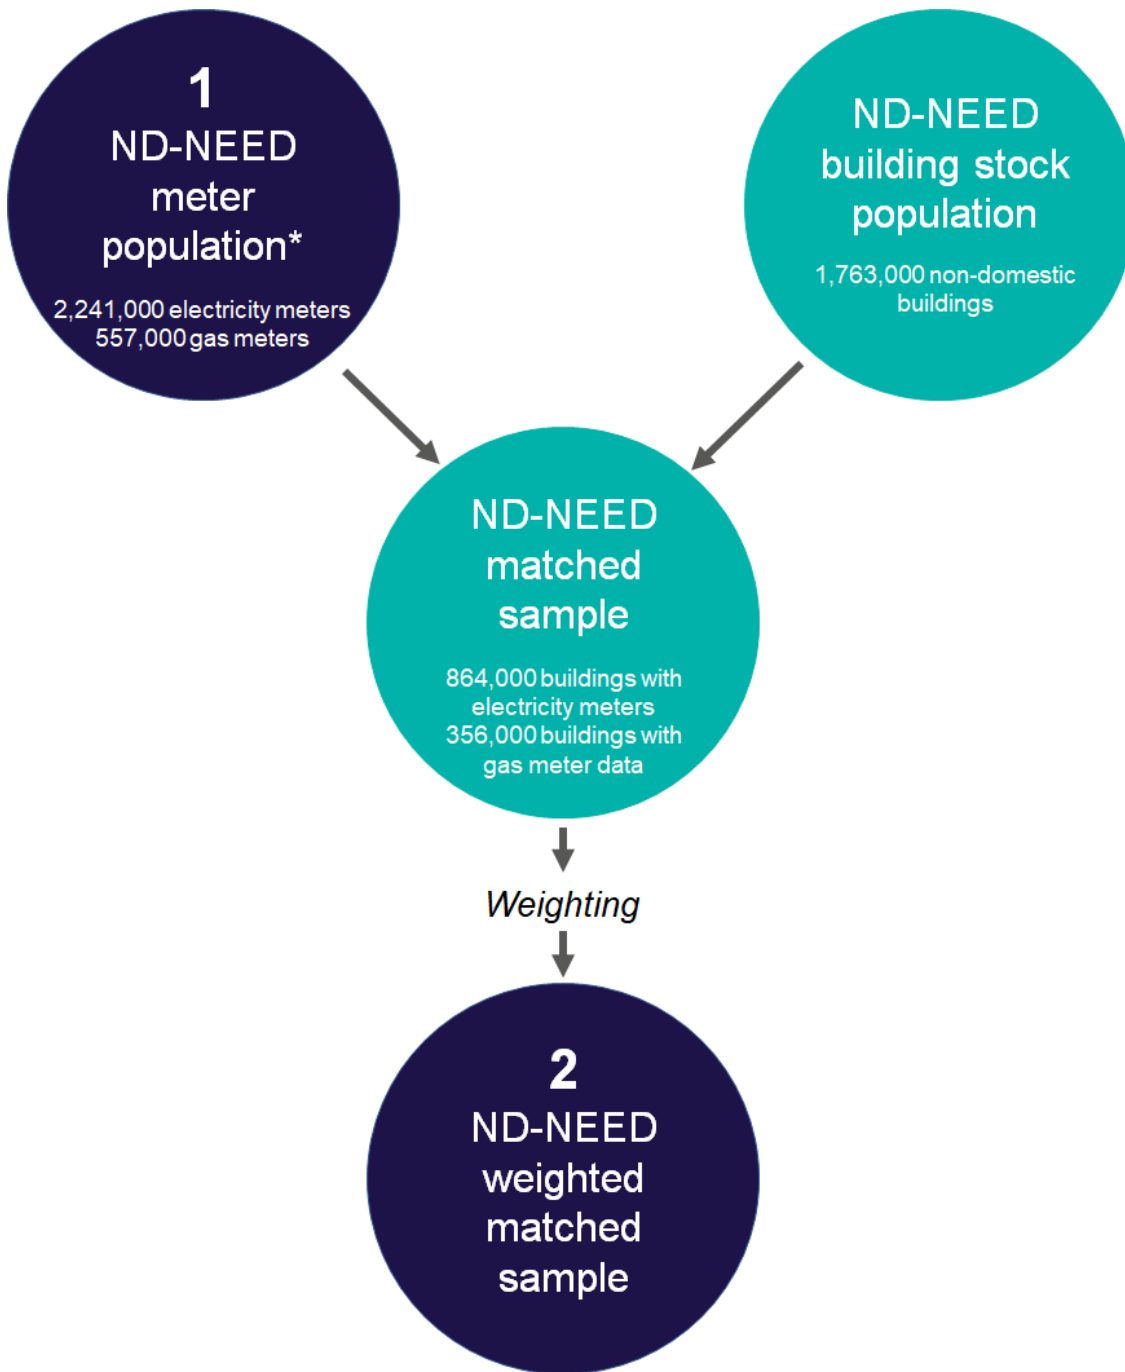 1
ND-NEED
meter
population*
2,241,000 electricity meters
557,000 gas meters
ND-NEED
building stock
population
1,763,000 non-domestic
buildings
ND-NEED
matched
sample
864,000 buildings with
electricity meters
356,000 buildings with
gas meter data
Weighting
2
ND-NEED
weighted
matched
sample